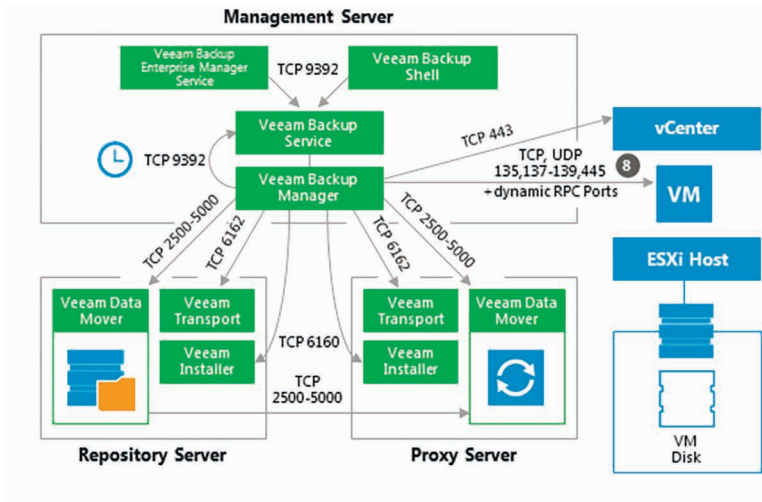 Management Server
Veeam Backup
Enterprise Manager
Service
TCP 9392
Veeam Backup
Shell
Veeam Backup
Service
TCP 9392
Veeam Backup
Manager
TCP 443
vCenter
TCP, UDP
135,137-139,445
+dynamic RPC Ports
8
VM
TCP 2500-5000
TCP 6162
TCP 6162
TCP 2500-5000
ESXi Host
Veeam Data
Mover
Veeam
Transport
Veeam
Installer
TCP 6160
TCP
2500-5000
Veeam
Transport
Veeam
Installer
Veeam Data
Mover
VM
Disk
Repository Server
Proxy Server